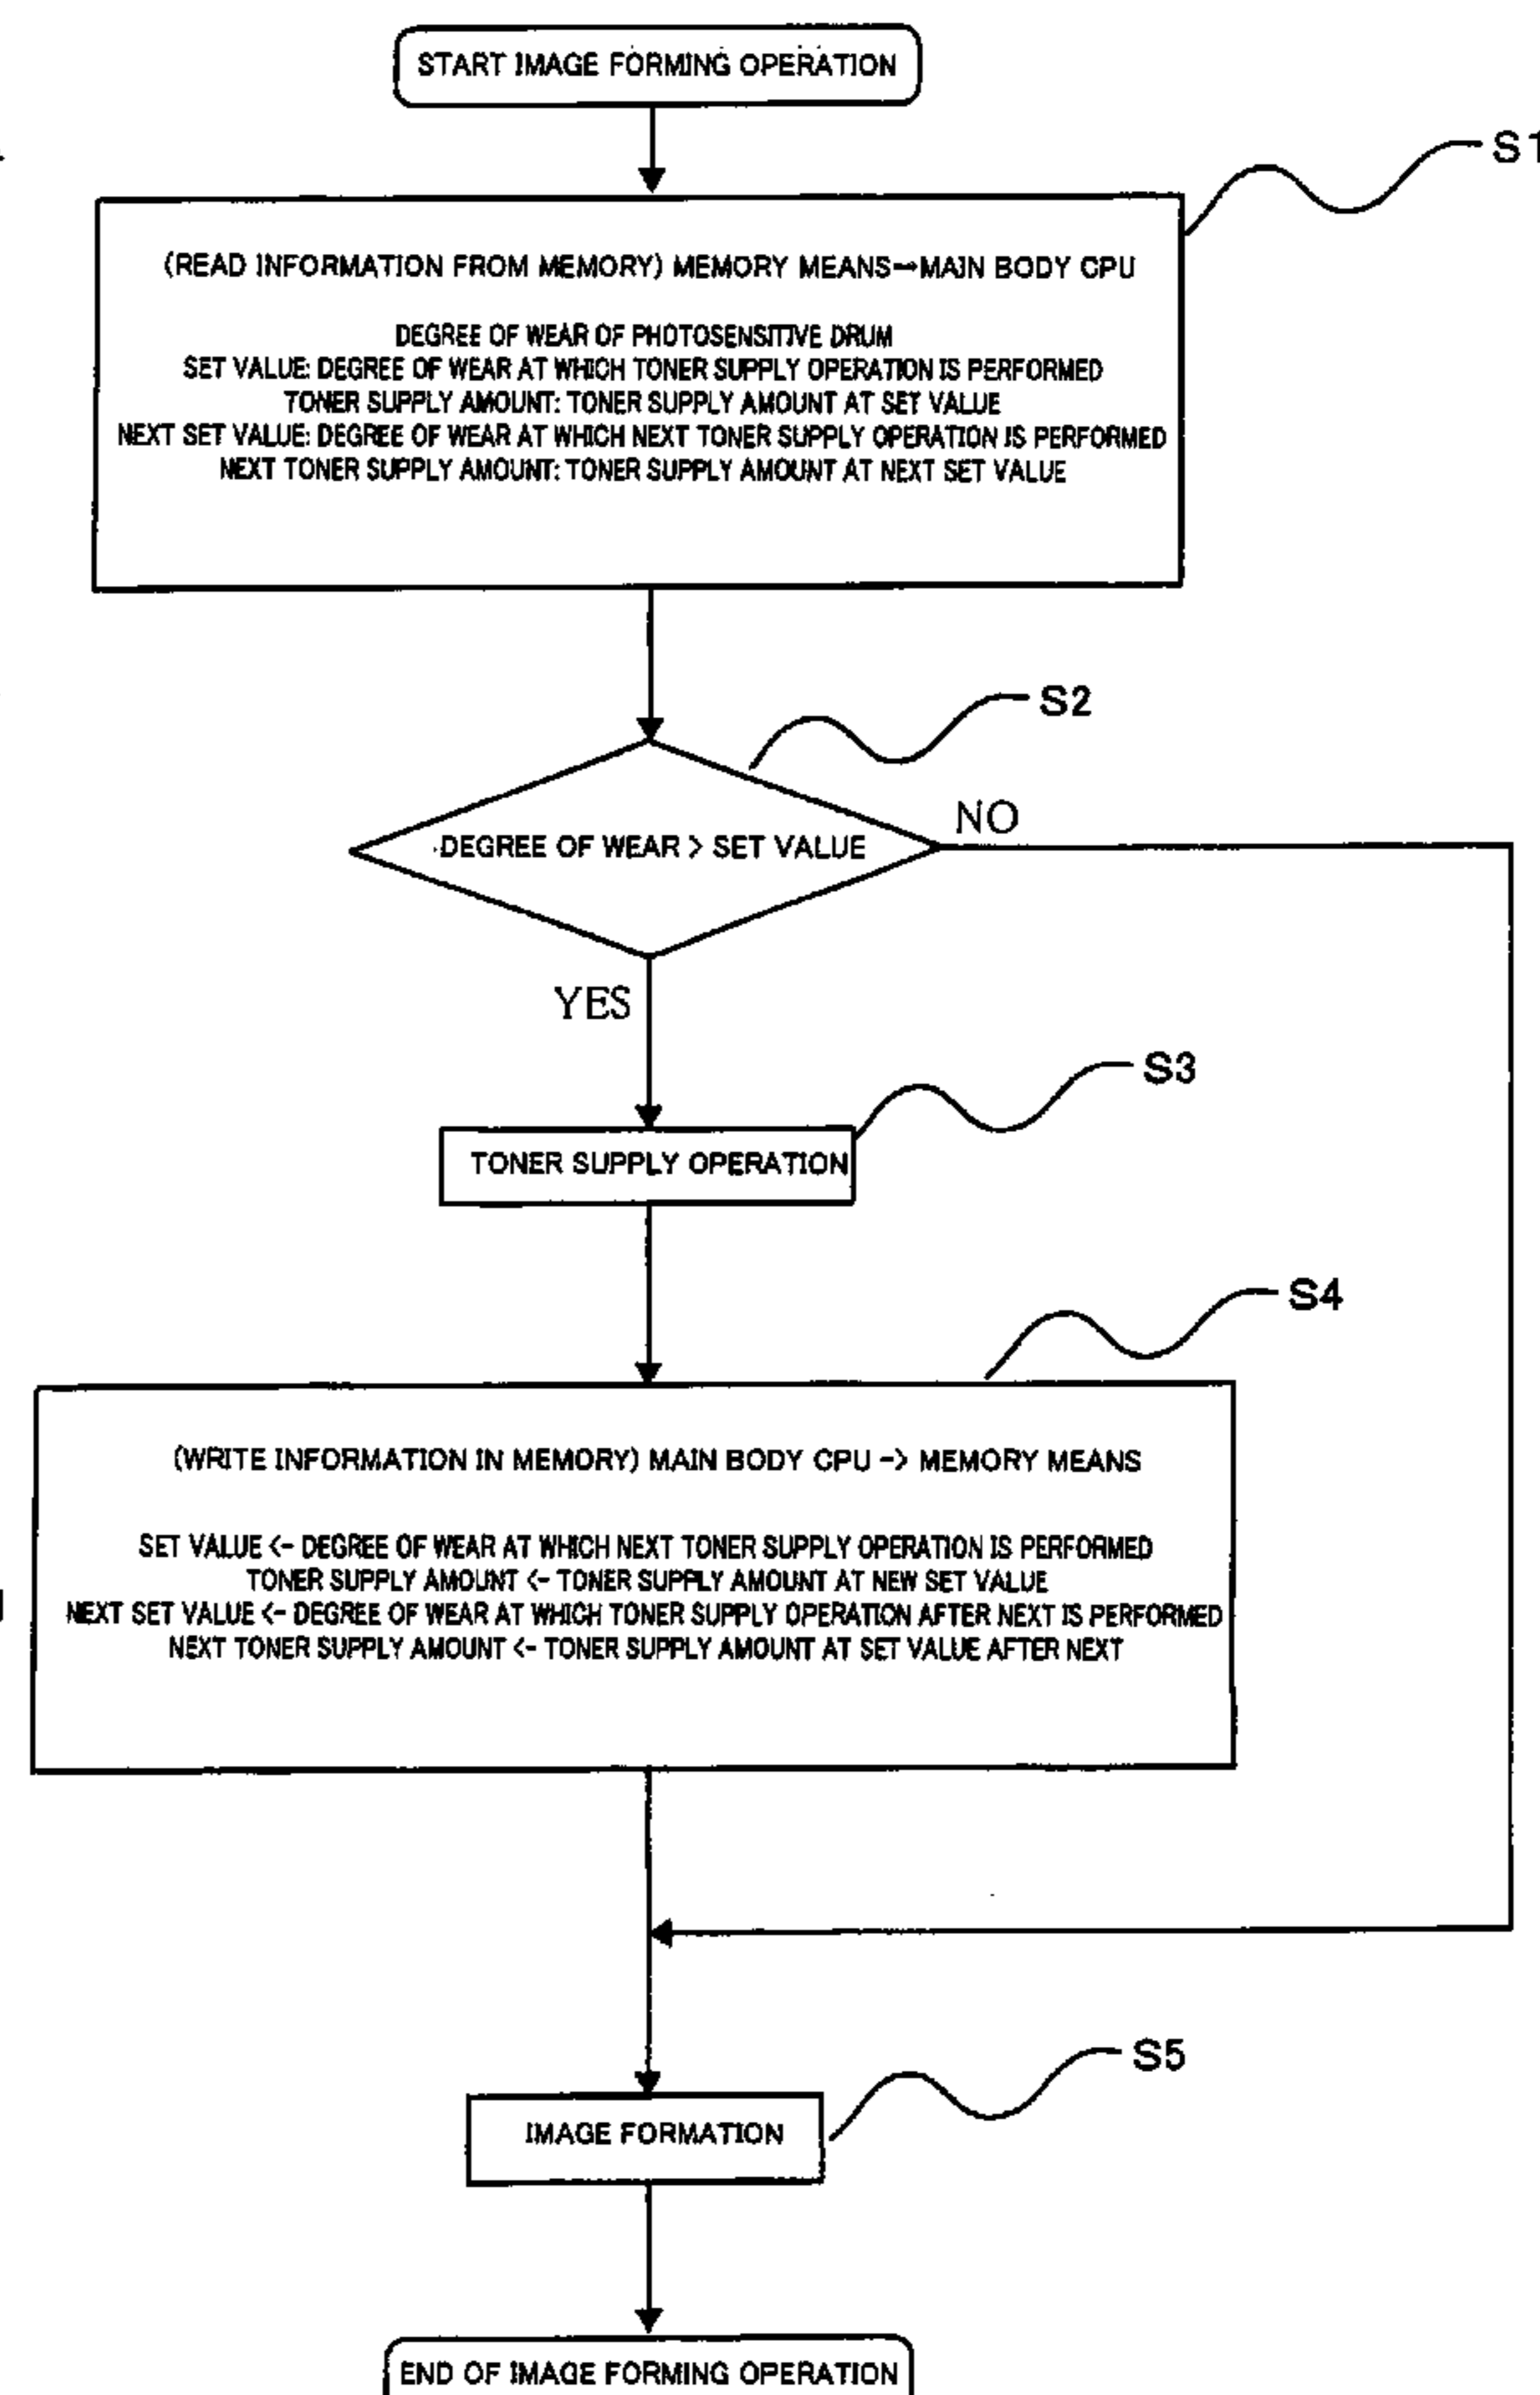 START IMAGE FORMING OPERATION
S1
(READ INFORMATION FROM MEMORY) MEMORY MEANS→MAIN BODY CPU
DEGREE OF WEAR OF PHOTOSENSITIVE DRUM
SET VALUE: DEGREE OF WEAR AT WHICH TONER SUPPLY OPERATION IS PERFORMED
TONER SUPPLY AMOUNT: TONER SUPPLY AMOUNT AT SET VALUE
NEXT SET VALUE: DEGREE OF WEAR AT WHICH NEXT TONER SUPPLY OPERATION IS PERFORMED
NEXT TONER SUPPLY AMOUNT: TONER SUPPLY AMOUNT AT NEXT SET VALUE
S2
DEGREE OF WEAR > SET VALUE
NO
YES
S3
TONER SUPPLY OPERATION
S4
(WRITE INFORMATION IN MEMORY) MAIN BODY CPU -> MEMORY MEANS
SET VALUE <- DEGREE OF WEAR AT WHICH NEXT TONER SUPPLY OPERATION IS PERFORMED
TONER SUPPLY AMOUNT <- TONER SUPPLY AMOUNT AT NEW SET VALUE
NEXT SET VALUE <- DEGREE OF WEAR AT WHICH TONER SUPPLY OPERATION AFTER NEXT IS PERFORMED
NEXT TONER SUPPLY AMOUNT <- TONER SUPPLY AMOUNT AT SET VALUE AFTER NEXT
S5
IMAGE FORMATION
END OF IMAGE FORMING OPERATION